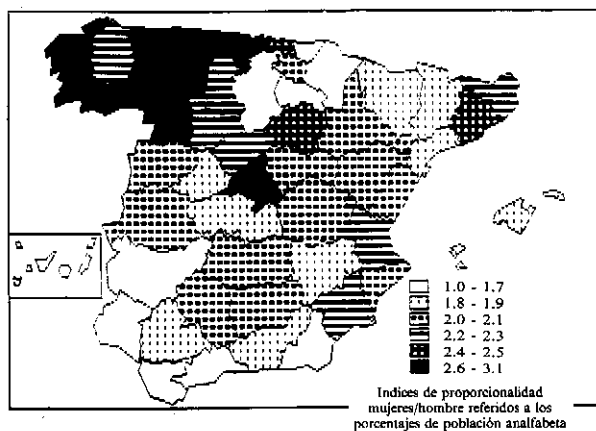 1.0 - 1.7
1.8 - 1.9
2.0 - 2.1
2.2 - 2.3
2.4 - 2.5
2.6 - 3.1
Indices de proporcionalidad
mujeres/hombre referidos a los
porcentajes de población analfabeta